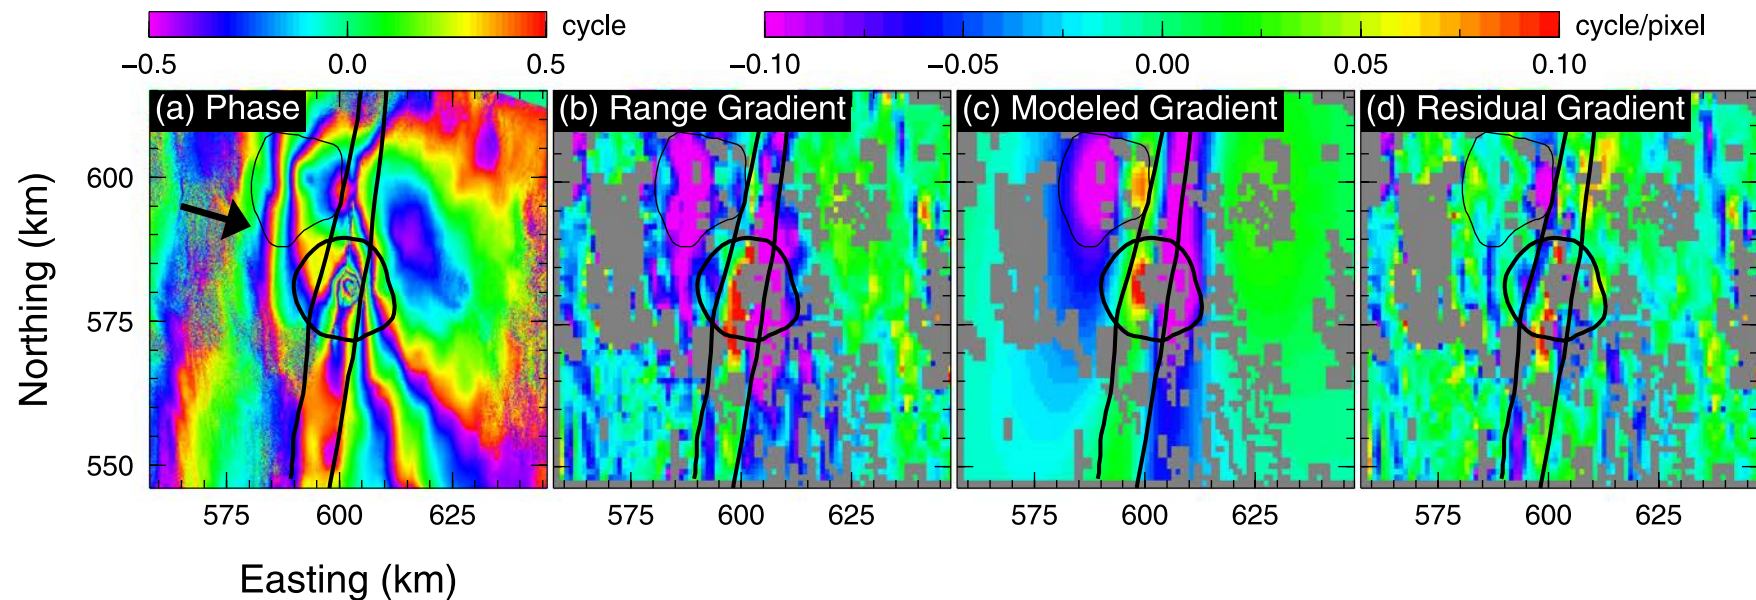 cycle
cycle/pixel
−0.5 0.0 0.5
−0.10 −0.05 0.00 0.05 0.10
(a) Phase
(b) Range Gradient
(c) Modeled Gradient
(d) Residual Gradient
600
575
550
Northing (km)
575 600 625
575 600 625
575 600 625
575 600 625
Easting (km)